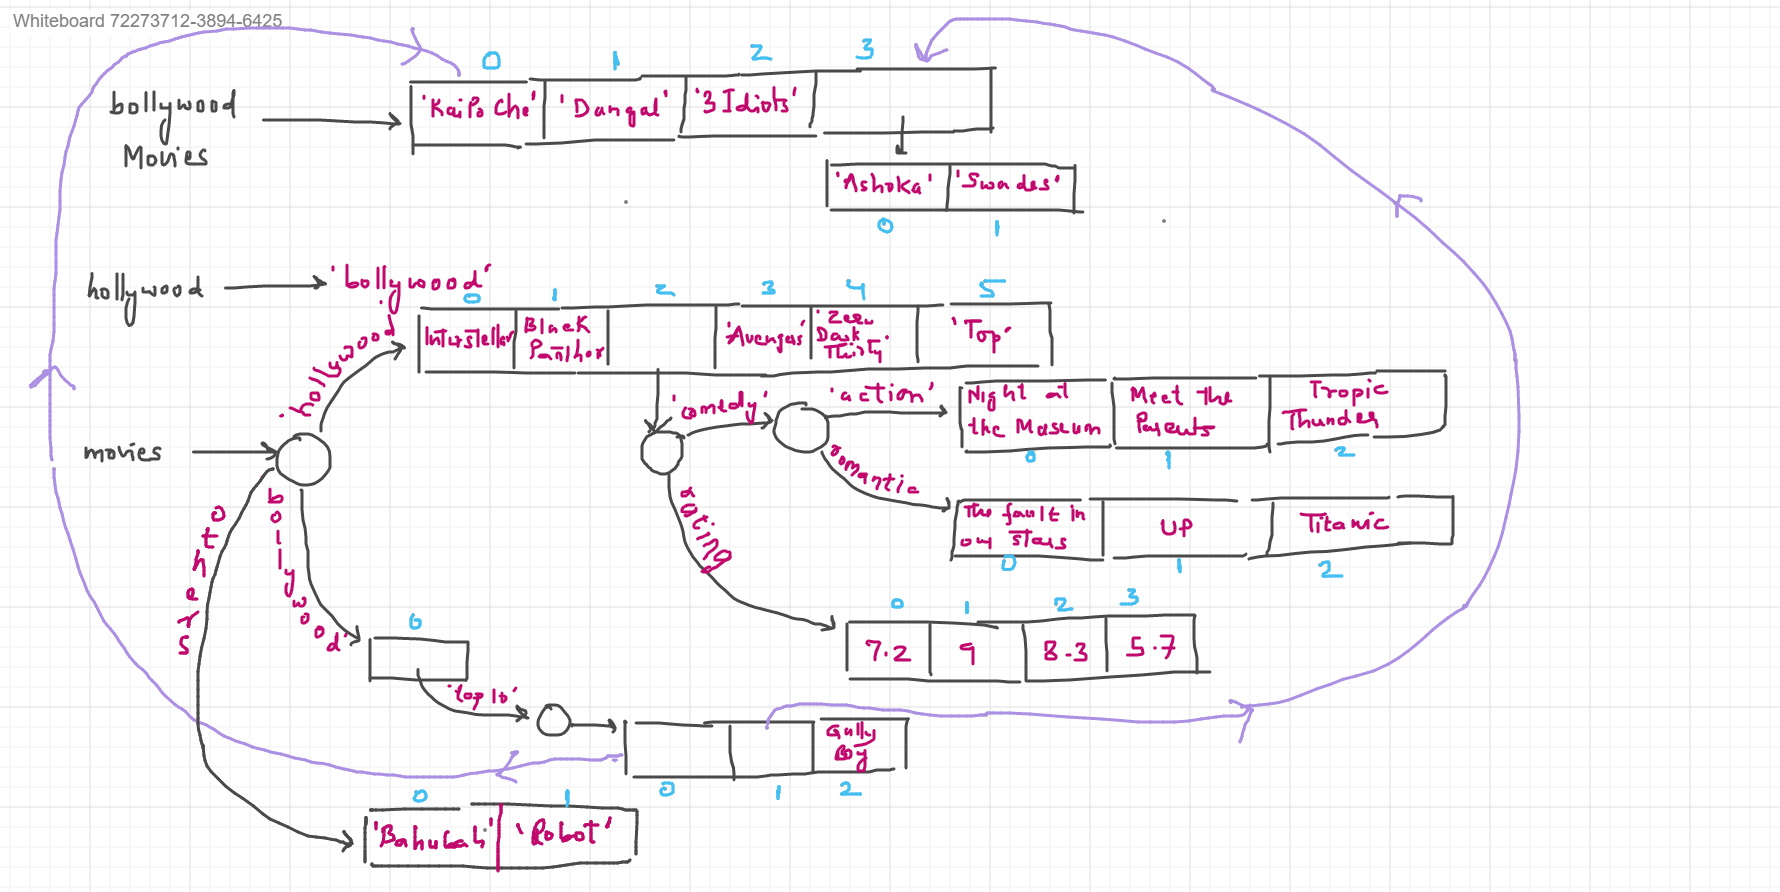 Whiteboard 72273712-3894-6425
0 1 2 3
bollywood
Movies
'KaiPo Che' 'Dangal' '3 Idiots'
'Ashoka' 'Swades'
0 1
hollywood
'bollywood'
0 1 2 3 4 5
Interstellar
Black
Panther
'Avengers'
'Zero
Dark
Thirty'
'Top'
'hollywood'
movies
'comedy'
'action'
Night at
the Museum
Meet the
Parents
Tropic
Thunder
0 1 2
romantic
The fault in
our stars
UP
Titanic
0 1 2
rating
0 1 2 3
7.2 9 8.3 5.7
others
bollywood'
0
'top10'
Gully
Boy
0 1 2
0 1
'Bahubali' 'Robot'